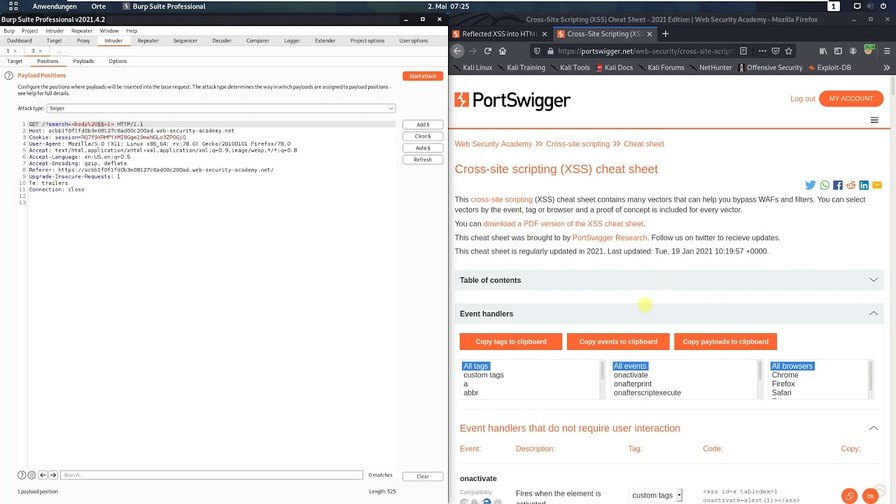 Anwendungen Orte Burp Suite Professional 2. Mai 07:25 1
Burp Suite Professional v2021.4.2
Burp Project Intruder Repeater Window
Dashboard Target Proxy Intruder Repeater Sequencer Decoder Comparer Logger Extender Project options User options
1 × 3 × ...
Target Positions Payloads Options
Payload Positions
Start attack
Configure the positions where payloads will be inserted into the base request. The attack type determines the way in which payloads are assigned to payload positions -
see help for full details.
Attack type: Sniper
1 GET /?search=<body%20§§=1> HTTP/1.1
2 Host:
3 Cookie:
4 User-Agent: Mozilla/5.0 (X11; Linux x86_64; rv:78.0) Gecko/20100101 Firefox/78.0
5 Accept: text/html,application/xhtml+xml,application/xml;q=0.9,image/webp,*/*;q=0.8
6 Accept-Language: en-US,en;q=0.5
7 Accept-Encoding: gzip, deflate
8 Referer:
9 Upgrade-Insecure-Requests: 1
10 Te: trailers
11 Connection: close
12
13
Add §
Clear §
Auto §
Refresh
Search...
0 matches
Clear
1 payload position
Length: 525
Cross-Site Scripting (XSS) Cheat Sheet - 2021 Edition | Web Security Academy - Mozilla Firefox
Reflected XSS into HTM × Cross-Site Scripting (XSS) × +
https://portswigger.net/web-security/cross-site-scrip
Kali Linux Kali Training Kali Tools Kali Docs Kali Forums NetHunter Offensive Security Exploit-DB
PortSwigger
Log out MY ACCOUNT
Web Security Academy > Cross-site scripting > Cheat sheet
Cross-site scripting (XSS) cheat sheet
This cross-site scripting (XSS) cheat sheet contains many vectors that can help you bypass WAFs and filters. You can select
vectors by the event, tag or browser and a proof of concept is included for every vector.
You can download a PDF version of the XSS cheat sheet.
This cheat sheet was brought to by PortSwigger Research. Follow us on twitter to recieve updates.
This cheat sheet is regularly updated in 2021. Last updated: Tue, 19 Jan 2021 10:19:57 +0000.
Table of contents
Event handlers
Copy tags to clipboard Copy events to clipboard Copy payloads to clipboard
All tags All events All browsers
custom tags onactivate Chrome
a onafterprint Firefox
abbr onafterscriptexecute Safari
Event handlers that do not require user interaction
Event: Description: Tag: Code: Copy:
onactivate
Compatibility:
Fires when the element is
activated
custom tags
<xss id=x tabindex=1
onactivate=alert(1)></xss>